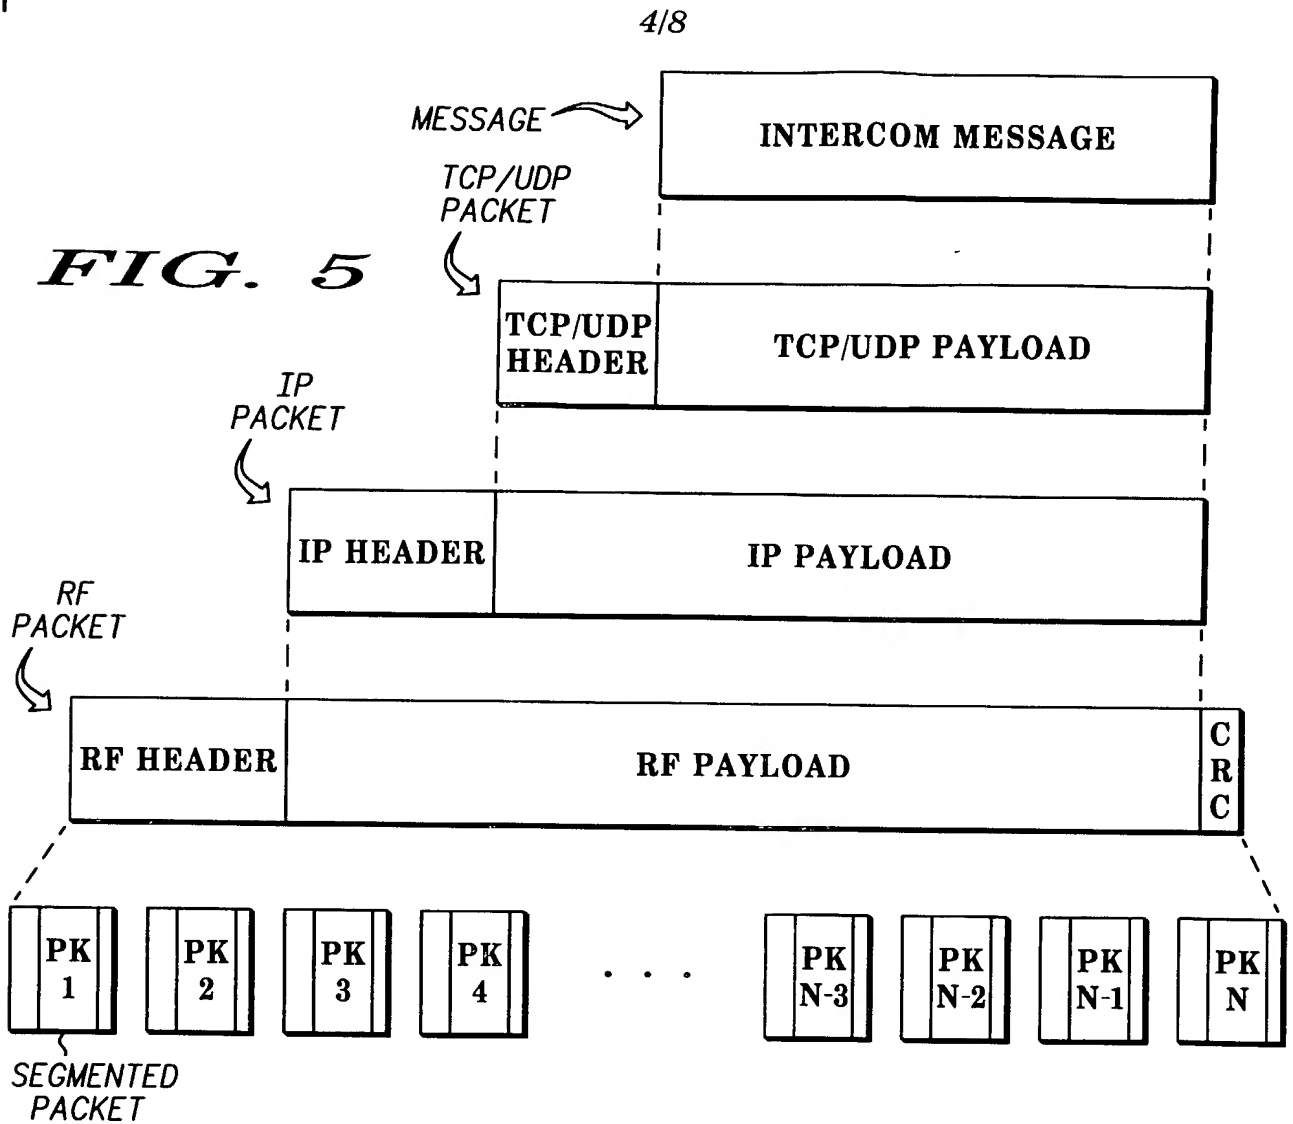 4/8
MESSAGE
INTERCOM MESSAGE
TCP/UDP
PACKET
FIG. 5
TCP/UDP
HEADER
TCP/UDP PAYLOAD
IP
PACKET
IP HEADER
IP PAYLOAD
RF
PACKET
RF HEADER
RF PAYLOAD
C
R
C
PK
1
PK
2
PK
3
PK
4
. . .
PK
N-3
PK
N-2
PK
N-1
PK
N
SEGMENTED
PACKET